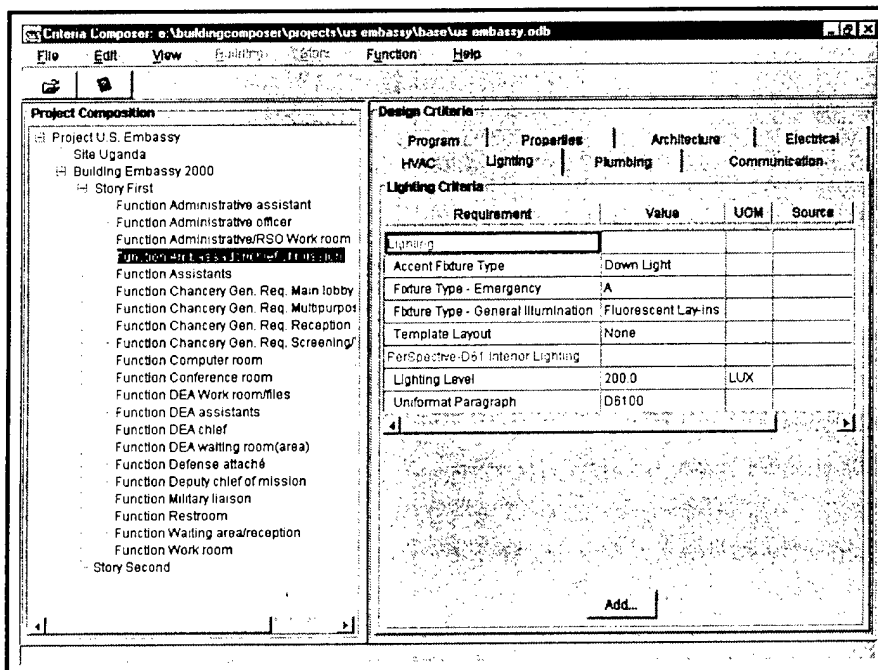 Criteria Composer: e:\buildingcomposer\projects\us embassy\base\us embassy.odb
File Edit View Building Story Function Help
Project Composition
Project U.S. Embassy
Site Uganda
Building Embassy 2000
Story First
Function Administrative assistant
Function Administrative officer
Function Administrative/RSO Work room
Function Ambassador/chief of mission
Function Assistants
Function Chancery Gen. Req. Main lobby
Function Chancery Gen. Req. Multipurpos
Function Chancery Gen. Req. Reception
Function Chancery Gen. Req. Screening/
Function Computer room
Function Conference room
Function DEA Work room/files
Function DEA assistants
Function DEA chief
Function DEA waiting room(area)
Function Defense attaché
Function Deputy chief of mission
Function Military liaison
Function Restroom
Function Waiting area/reception
Function Work room
Story Second
Design Criteria
Program Properties Architecture Electrical
HVAC Lighting Plumbing Communication
Lighting Criteria
Requirement Value UOM Source
Lighting
Accent Fixture Type Down Light
Fixture Type - Emergency A
Fixture Type - General Illumination Fluorescent Lay-ins
Template Layout None
PerSpective-D61 Interior Lighting
Lighting Level 200.0 LUX
Uniformat Paragraph D6100
Add...